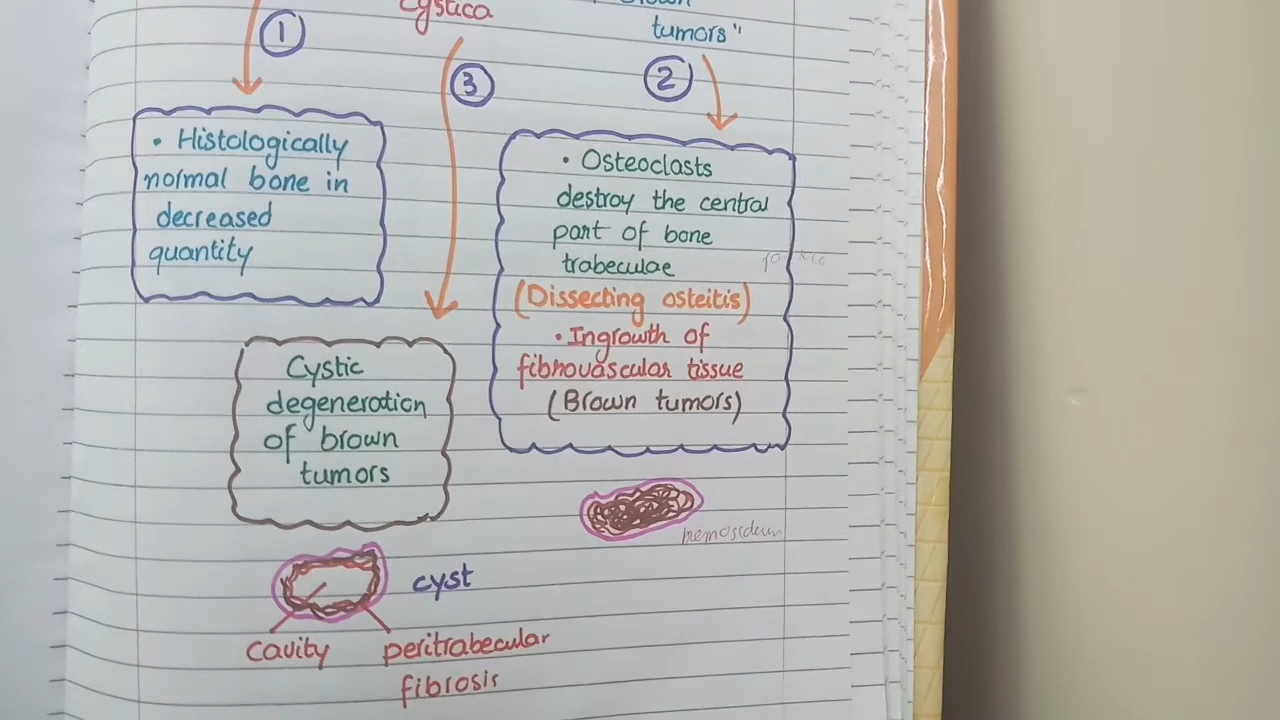 cystica
tumors"
1
3
2
• Histologically
normal bone in
decreased
quantity
• Osteoclasts
destroy the central
part of bone
trabeculae
(Dissecting osteitis)
• Ingrowth of
fibrovascular tissue
(Brown tumors)
Cystic
degeneration
of brown
tumors
cyst
cavity
peritrabecular
fibrosis